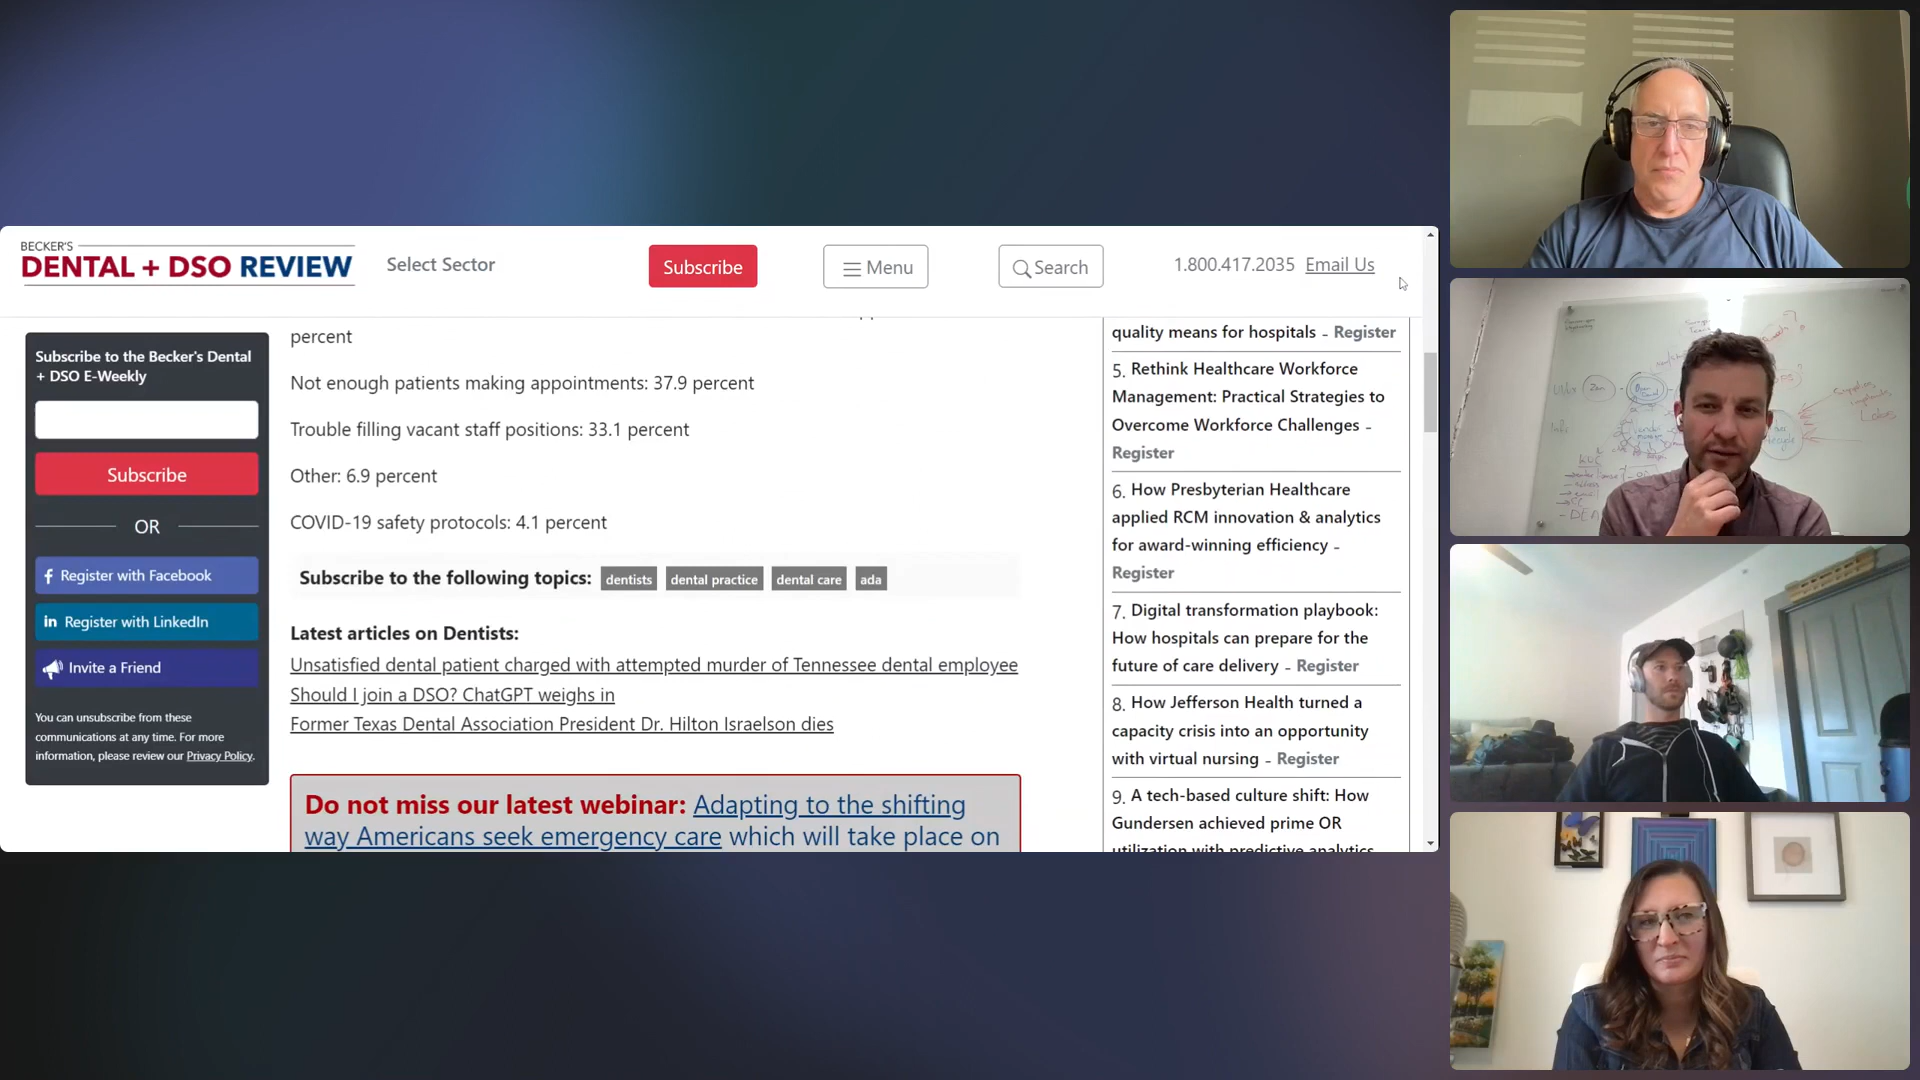 BECKER'S
DENTAL + DSO REVIEW
Select Sector
Subscribe
Menu
Search
1.800.417.2035 Email Us
Subscribe to the Becker's Dental
+ DSO E-Weekly
Subscribe
OR
Register with Facebook
in Register with LinkedIn
Invite a Friend
You can unsubscribe from these
communications at any time. For more
information, please review our Privacy Policy.
percent
Not enough patients making appointments: 37.9 percent
Trouble filling vacant staff positions: 33.1 percent
Other: 6.9 percent
COVID-19 safety protocols: 4.1 percent
Subscribe to the following topics: dentists dental practice dental care ada
Latest articles on Dentists:
Unsatisfied dental patient charged with attempted murder of Tennessee dental employee
Should I join a DSO? ChatGPT weighs in
Former Texas Dental Association President Dr. Hilton Israelson dies
Do not miss our latest webinar: Adapting to the shifting
way Americans seek emergency care which will take place on
quality means for hospitals - Register
5. Rethink Healthcare Workforce
Management: Practical Strategies to
Overcome Workforce Challenges -
Register
6. How Presbyterian Healthcare
applied RCM innovation & analytics
for award-winning efficiency -
Register
7. Digital transformation playbook:
How hospitals can prepare for the
future of care delivery - Register
8. How Jefferson Health turned a
capacity crisis into an opportunity
with virtual nursing - Register
9. A tech-based culture shift: How
Gundersen achieved prime OR
utilization with predictive analytics